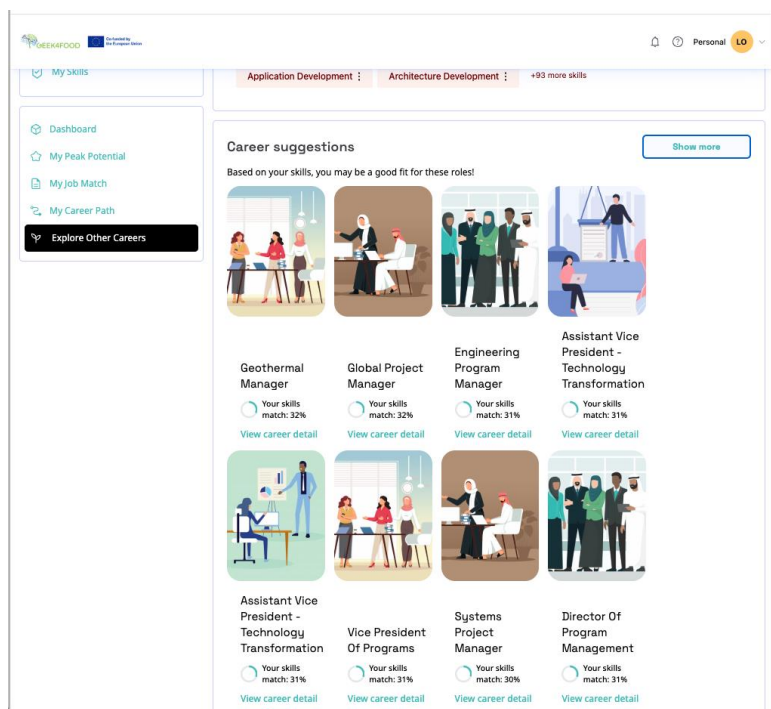 GEEK4FOOD
Co-funded by
the European Union
Personal
LO
My Skills
Application Development
Architecture Development
+93 more skills
Dashboard
My Peak Potential
My Job Match
My Career Path
Explore Other Careers
Career suggestions
Show more
Based on your skills, you may be a good fit for these roles!
Geothermal
Manager
Your skills
match: 32%
View career detail
Global Project
Manager
Your skills
match: 32%
View career detail
Engineering
Program
Manager
Your skills
match: 31%
View career detail
Assistant Vice
President -
Technology
Transformation
Your skills
match: 31%
View career detail
Assistant Vice
President -
Technology
Transformation
Your skills
match: 31%
View career detail
Vice President
Of Programs
Your skills
match: 31%
View career detail
Systems
Project
Manager
Your skills
match: 30%
View career detail
Director Of
Program
Management
Your skills
match: 31%
View career detail